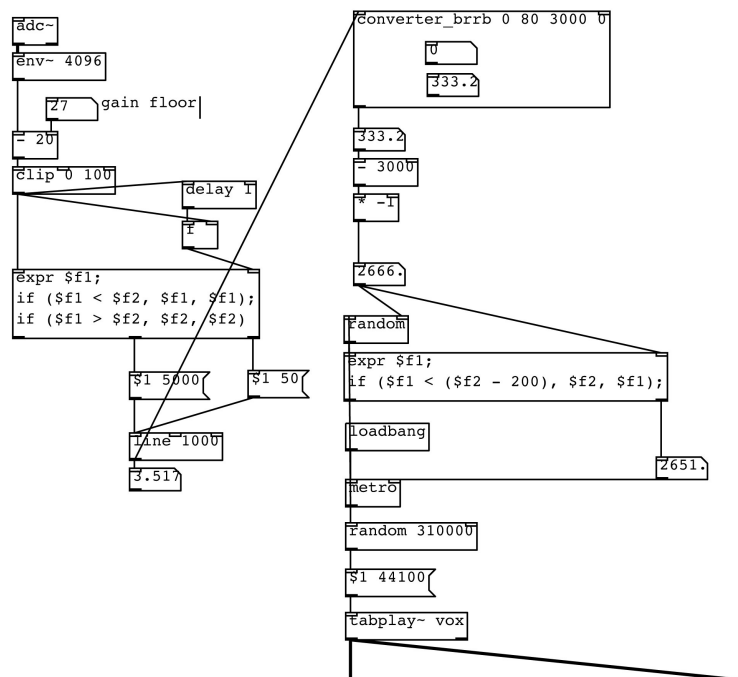 adc~
env~ 4096
27 gain floor
- 20
clip 0 100
delay 1
f
expr $f1;
if ($f1 < $f2, $f1, $f1);
if ($f1 > $f2, $f2, $f2)
$1 5000
$1 50
line 1000
3.517
converter_brrb 0 80 3000 0
0
333.2
333.2
- 3000
* -1
2666.
random
expr $f1;
if ($f1 < ($f2 - 200), $f2, $f1);
loadbang
2651.
metro
random 310000
$1 44100
tabplay~ vox